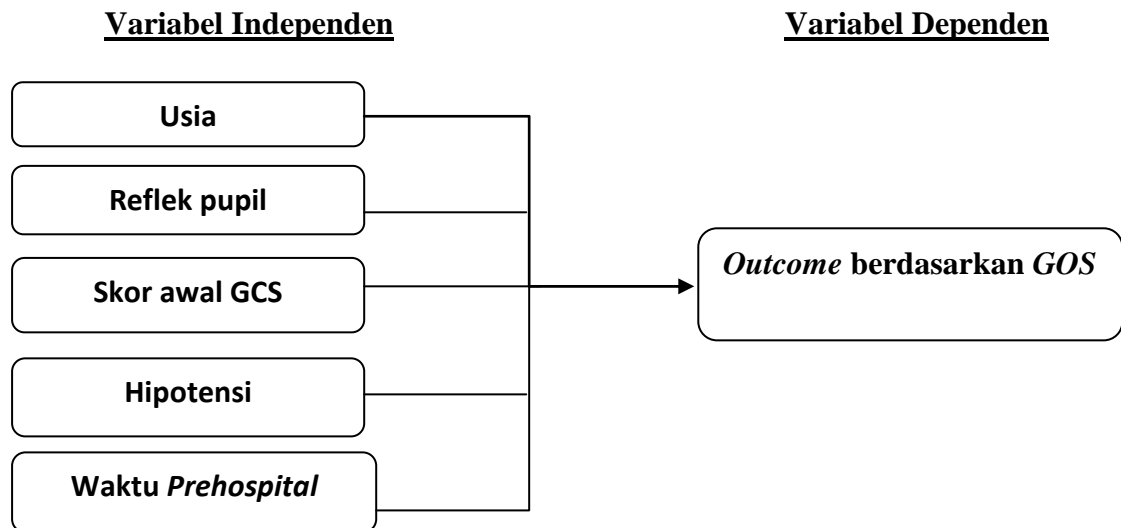 Variabel Independen
Variabel Dependen
Usia
Reflek pupil
Skor awal GCS
Hipotensi
Waktu Prehospital
Outcome berdasarkan GOS